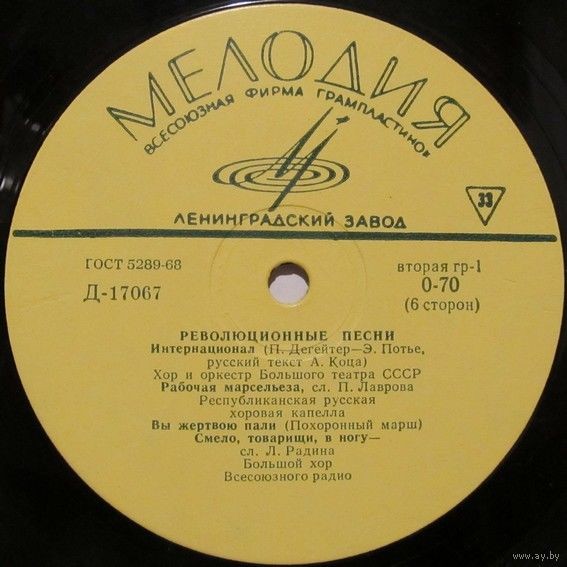 МЕЛОДИЯ
ВСЕСОЮЗНАЯ ФИРМА ГРАМПЛАСТИНОК
ЛЕНИНГРАДСКИЙ ЗАВОД
33
ГОСТ 5289-68
Д-17067
вторая гр-1
0-70
(6 сторон)
РЕВОЛЮЦИОННЫЕ ПЕСНИ
Интернационал (П. Дегейтер—Э. Потье,
русский текст А. Коца)
Хор и оркестр Большого театра СССР
Рабочая марсельеза, сл. П. Лаврова
Республиканская русская
хоровая капелла
Вы жертвою пали (Похоронный марш)
Смело, товарищи, в ногу—
сл. Л. Радина
Большой хор
Всесоюзного радио
www.ay.by